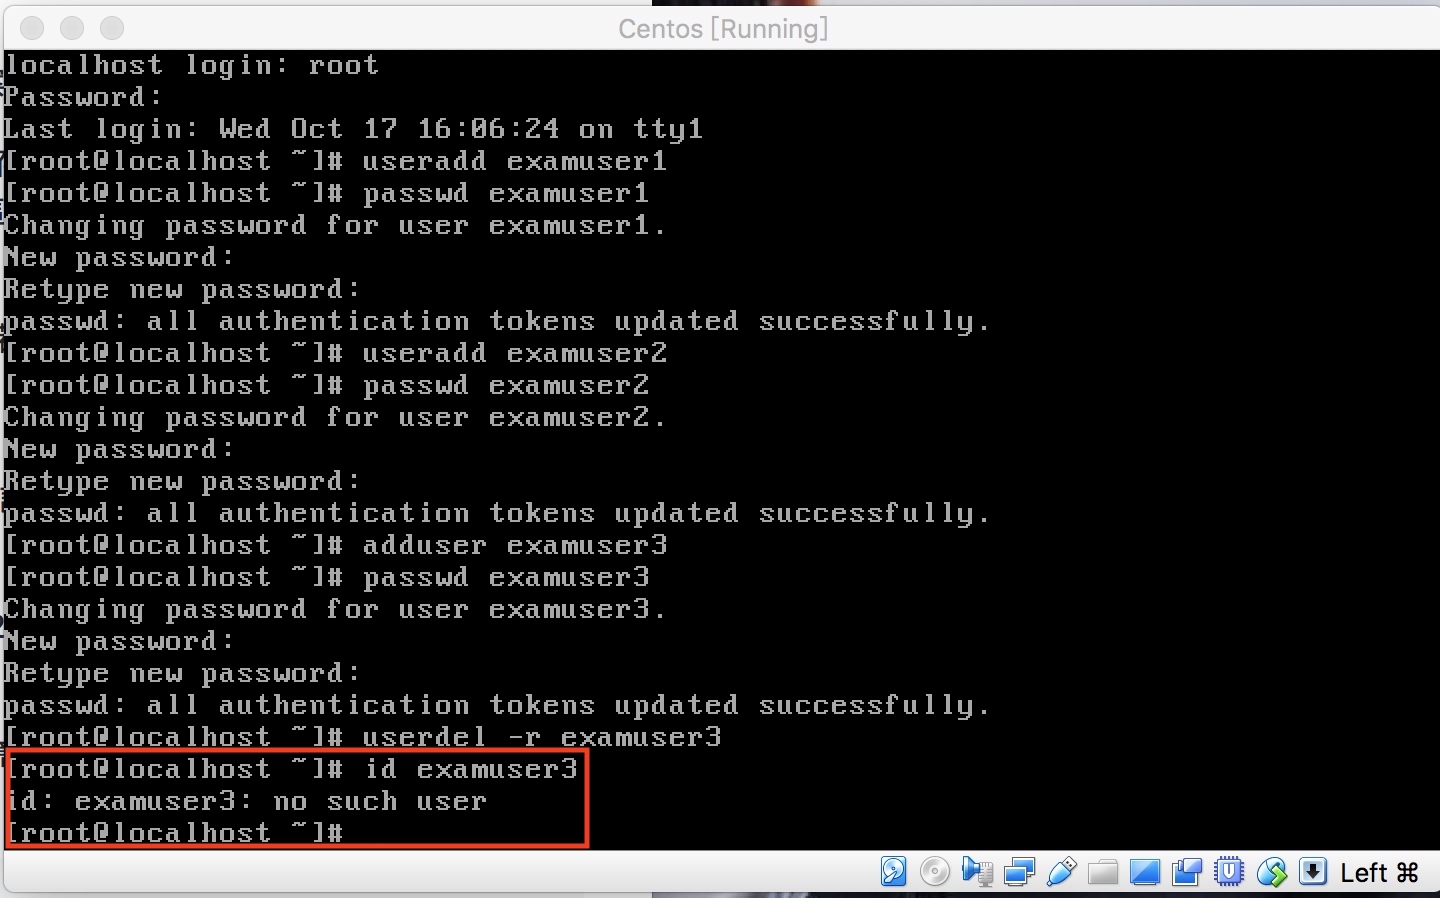 Centos [Running]
localhost login: root
Password:
Last login: Wed Oct 17 16:06:24 on tty1
[root@localhost ~]# useradd examuser1
[root@localhost ~]# passwd examuser1
Changing password for user examuser1.
New password:
Retype new password:
passwd: all authentication tokens updated successfully.
[root@localhost ~]# useradd examuser2
[root@localhost ~]# passwd examuser2
Changing password for user examuser2.
New password:
Retype new password:
passwd: all authentication tokens updated successfully.
[root@localhost ~]# adduser examuser3
[root@localhost ~]# passwd examuser3
Changing password for user examuser3.
New password:
Retype new password:
passwd: all authentication tokens updated successfully.
[root@localhost ~]# userdel -r examuser3
[root@localhost ~]# id examuser3
id: examuser3: no such user
[root@localhost ~]#
Left ⌘